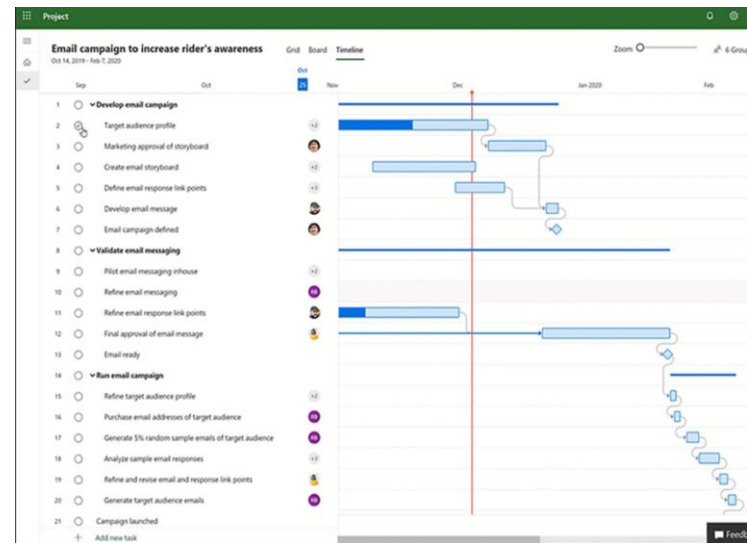 Project
Email campaign to increase rider's awareness
Grid Board Timeline
Zoom
6 Grou
Oct 14, 2019 - Feb 7, 2020
Oct
Sep Oct 21 Nov Dec Jan 2020 Feb
1 Develop email campaign
2 Target audience profile +2
3 Marketing approval of storyboard
4 Create email storyboard +2
5 Define email response link points +3
6 Develop email message
7 Email campaign defined
8 Validate email messaging
9 Pilot email messaging inhouse +2
10 Refine email messaging RB
11 Refine email response link points
12 Final approval of email message
13 Email ready
14 Run email campaign
15 Refine target audience profile +2
16 Purchase email addresses of target audience RB
17 Generate 5% random sample emails of target audience RB
18 Analyze sample email responses +2
19 Refine and revise email and response link points
20 Generate target audience emails RB
21 Campaign launched
Add new task
Feedb